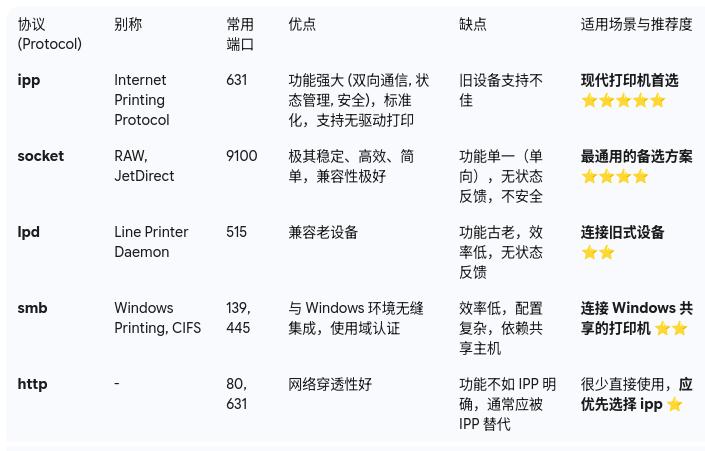 协议 别称 常用 优点 缺点 适用场景与推荐度
(Protocol) 端口
ipp Internet 631 功能强大 (双向通信, 状 旧设备支持不 现代打印机首选
Printing 态管理, 安全)，标准 佳 ⭐⭐⭐⭐⭐
Protocol 化，支持无驱动打印
socket RAW, 9100 极其稳定、高效、简 功能单一（单 最通用的备选方案
JetDirect 单，兼容性极好 向），无状态 ⭐⭐⭐⭐
反馈，不安全
lpd Line Printer 515 兼容老设备 功能古老，效 连接旧式设备
Daemon 率低，无状态 ⭐⭐
反馈
smb Windows 139, 与 Windows 环境无缝 效率低，配置 连接 Windows 共
Printing, CIFS 445 集成，使用域认证 复杂，依赖共 享的打印机 ⭐⭐
享主机
http - 80, 网络穿透性好 功能不如 IPP 明 很少直接使用，应
631 确，通常应被 优先选择 ipp ⭐
IPP 替代